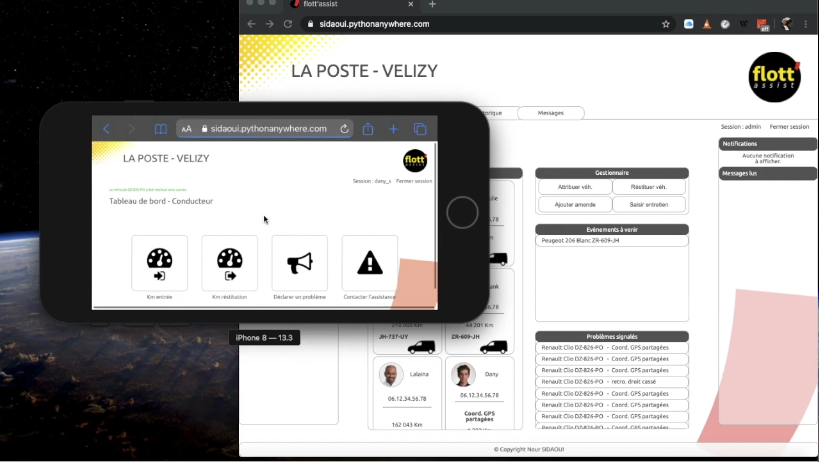 flott'assist
sidaoui.pythonanywhere.com
off
LA POSTE - VELIZY
flott'
assist
Messages
Session : admin Fermer session
Notifications
Aucune notification
à afficher.
Messages lus
Gestionnaire
Attribuer véh. Restituer véh.
Ajouter amende Saisir entretien
Evènements à venir
Peugeot 206 Blanc ZR-609-JH
Problèmes signalés
Renault Clio DZ-826-PO - Coord. GPS partagées
Renault Clio DZ-826-PO - Coord. GPS partagées
Renault Clio DZ-826-PO - Coord. GPS partagées
Renault Clio DZ-826-PO - retro. droit cassé
Renault Clio DZ-826-PO - Coord. GPS partagées
Renault Clio DZ-826-PO - Coord. GPS partagées
Renault Clio DZ-826-PO - Coord. GPS partagées
Renault Clio DZ-826-PO - Coord. GPS partagées
AA sidaoui.pythonanywhere.com
LA POSTE - VELIZY
flott'
assist
Session : dany_s Fermer session
Tableau de bord - Conducteur
Km entrée
Km restitution
Déclarer un problème
Contacter l'assistance
iPhone 8 — 13.3
JH-737-UY
44 201 Km
ZR-609-JH
Lalaina
06.12.34.56.78
162 043 Km
Dany
06.12.34.56.78
Coord. GPS
partagées
© Copyright Nour SIDAOUI